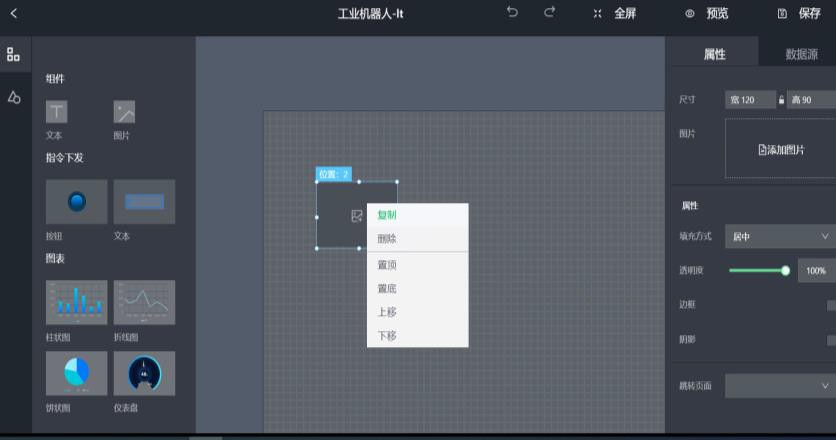 工业机器人-lt
全屏
预览
保存
组件
文本
图片
指令下发
按钮
文本
图表
柱状图
折线图
饼状图
仪表盘
位置：2
复制
删除
置顶
置底
上移
下移
属性
数据源
尺寸
宽 120
高 90
图片
添加图片
属性
填充方式
居中
透明度
100%
边框
阴影
跳转页面